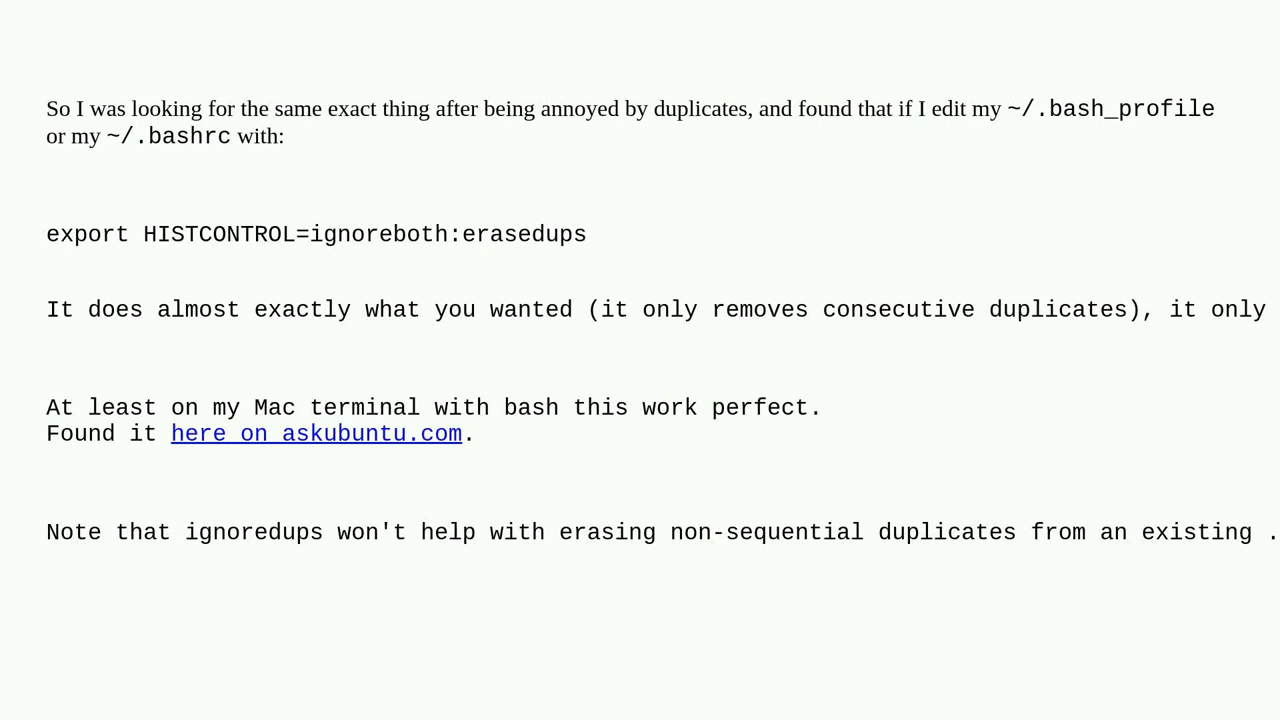 So I was looking for the same exact thing after being annoyed by duplicates, and found that if I edit my ~/.bash_profile
or my ~/.bashrc with:
export HISTCONTROL=ignoreboth:erasedups
It does almost exactly what you wanted (it only removes consecutive duplicates), it only
At least on my Mac terminal with bash this work perfect.
Found it here on askubuntu.com.
Note that ignoredups won't help with erasing non-sequential duplicates from an existing .